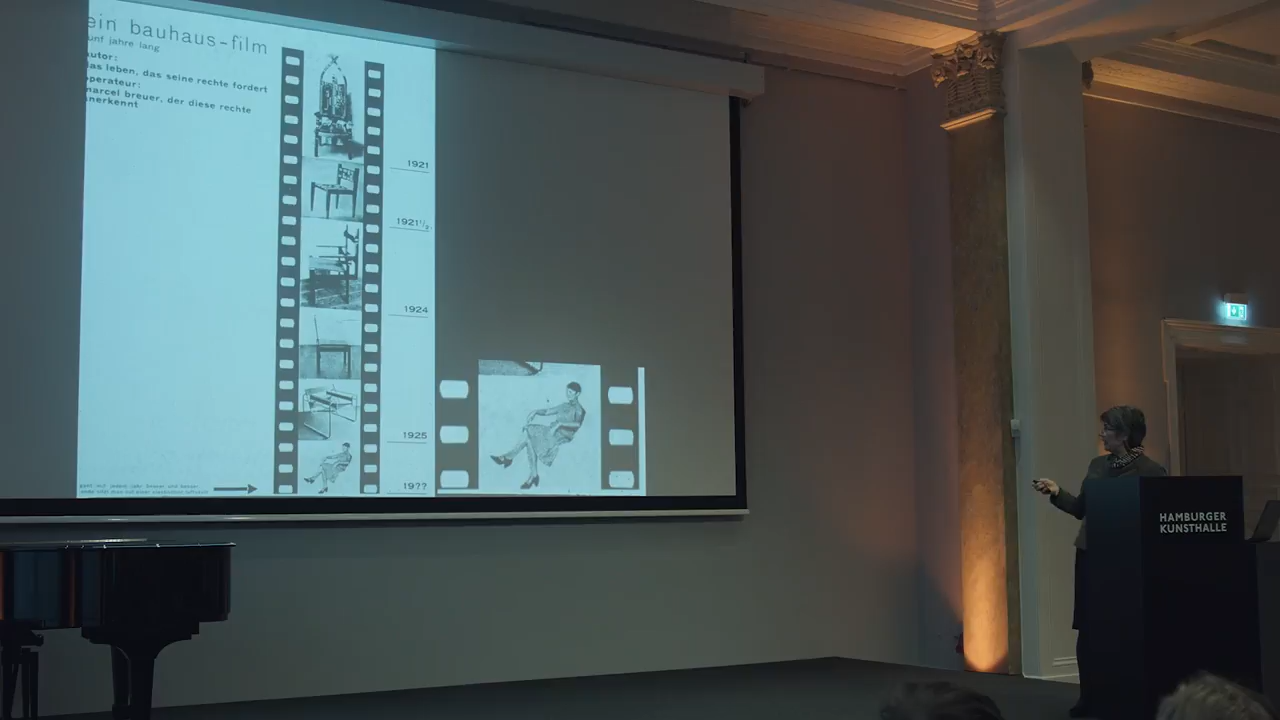 ein bauhaus-film
fünf jahre lang
autor:
das leben, das seine rechte fordert
operateur:
marcel breuer, der diese rechte
anerkennt
1921
1921½
1924
1925
19??
HAMBURGER
KUNSTHALLE